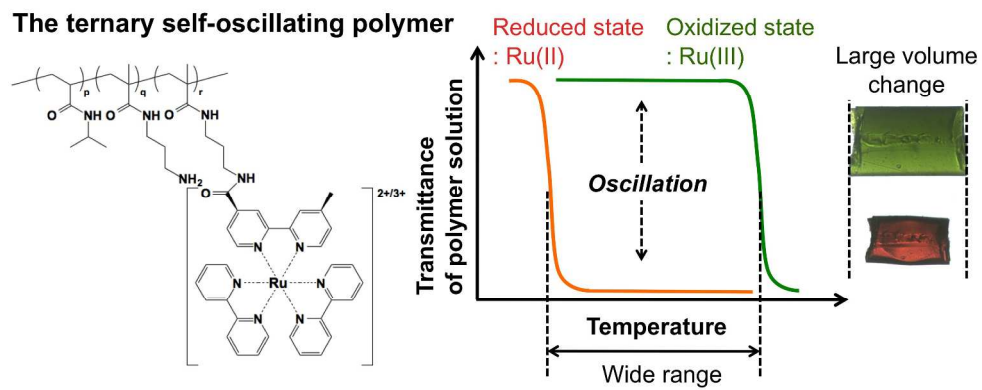 The ternary self-oscillating polymer
p
q
r
O
NH
O
NH
O
NH
NH₂
NH
O
2+/3+
N
N
N
Ru
N
N
N
Reduced state
: Ru(II)
Oxidized state
: Ru(III)
Transmittance
of polymer solution
Oscillation
Temperature
Wide range
Large volume
change